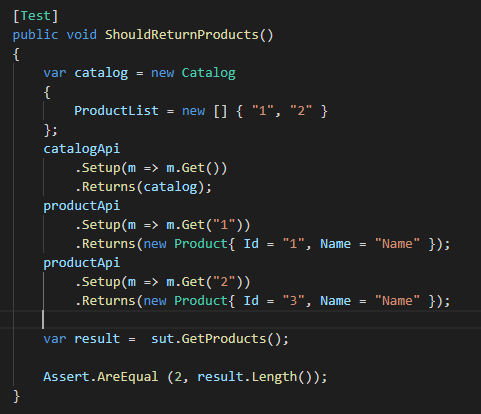 [Test]
public void ShouldReturnProducts()
{
    var catalog = new Catalog
    {
        ProductList = new [] { "1", "2" }
    };
    catalogApi
        .Setup(m => m.Get())
        .Returns(catalog);
    productApi
        .Setup(m => m.Get("1"))
        .Returns(new Product{ Id = "1", Name = "Name" });
    productApi
        .Setup(m => m.Get("2"))
        .Returns(new Product{ Id = "3", Name = "Name" });
    var result =  sut.GetProducts();
    Assert.AreEqual (2, result.Length());
}